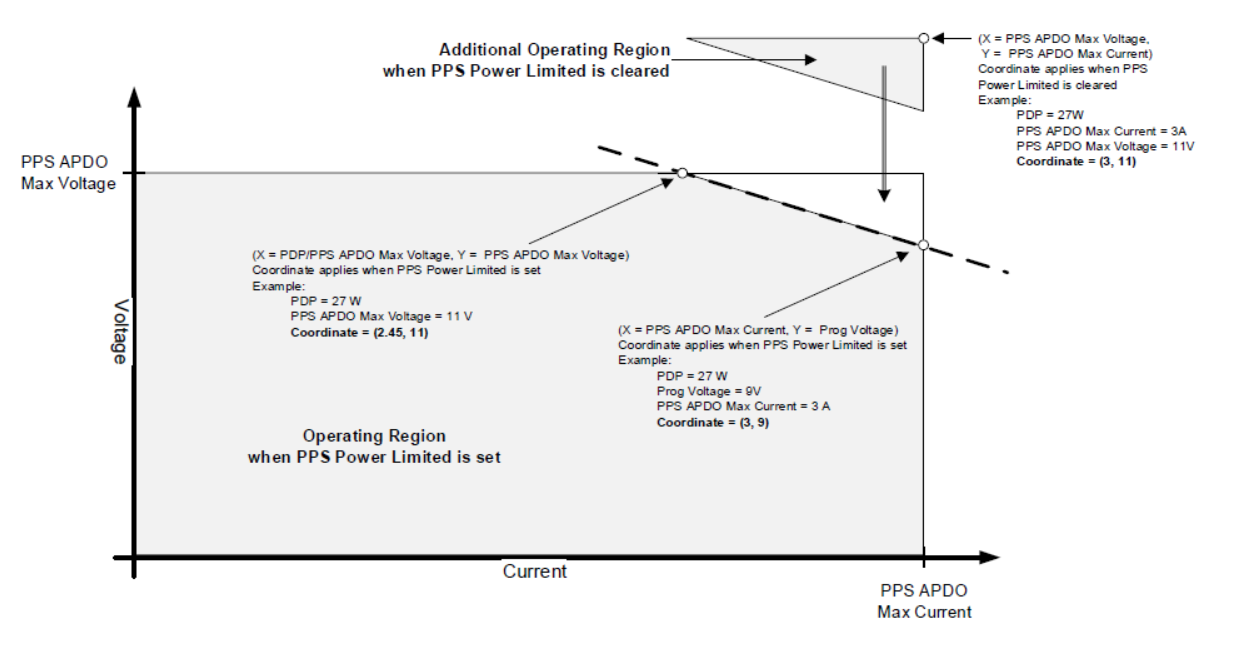 Additional Operating Region
when PPS Power Limited is cleared
(X = PPS APDO Max Voltage,
Y = PPS APDO Max Current)
Coordinate applies when PPS
Power Limited is cleared
Example:
PDP = 27W
PPS APDO Max Current = 3A
PPS APDO Max Voltage = 11V
Coordinate = (3, 11)
PPS APDO
Max Voltage
(X = PDP/PPS APDO Max Voltage, Y = PPS APDO Max Voltage)
Coordinate applies when PPS Power Limited is set
Example:
PDP = 27 W
PPS APDO Max Voltage = 11 V
Coordinate = (2.45, 11)
Voltage
(X = PPS APDO Max Current, Y = Prog Voltage)
Coordinate applies when PPS Power Limited is set
Example:
PDP = 27 W
Prog Voltage = 9V
PPS APDO Max Current = 3 A
Coordinate = (3, 9)
Operating Region
when PPS Power Limited is set
Current
PPS APDO
Max Current